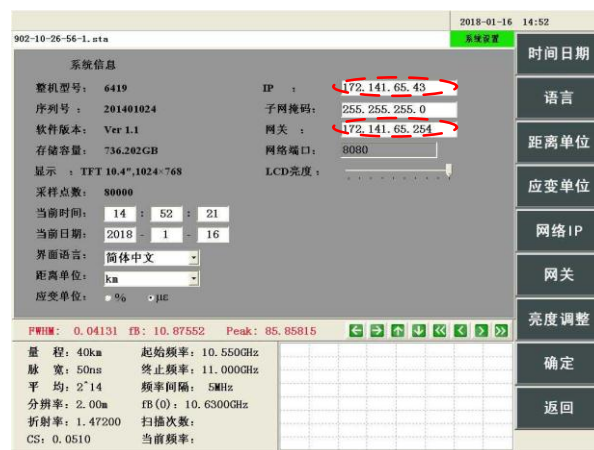 2018-01-16 14:52
902-10-26-56-1.sta
系统设置
系统信息
整机型号： 6419
序列号 ： 201401024
软件版本： Ver 1.1
存储容量： 736.202GB
显示 ：TFT 10.4",1024×768
采样点数： 80000
当前时间： 14 : 52 : 21
当前日期： 2018 - 1 - 16
界面语言： 简体中文
距离单位： km
应变单位： % με
IP ： 172.141.65.43
子网掩码： 255.255.255.0
网关 ： 172.141.65.254
网络端口： 8080
LCD亮度：
时间日期
语言
距离单位
应变单位
网络IP
网关
亮度调整
确定
返回
FWHM: 0.04131 fB: 10.87552 Peak: 85.85815
量 程：40km
脉 宽：50ns
平 均：2^14
分辨率：2.00m
折射率：1.47200
CS：0.0510
起始频率：10.550GHz
终止频率：11.000GHz
频率间隔： 5MHz
fB(0)：10.6300GHz
扫描次数：
当前频率：